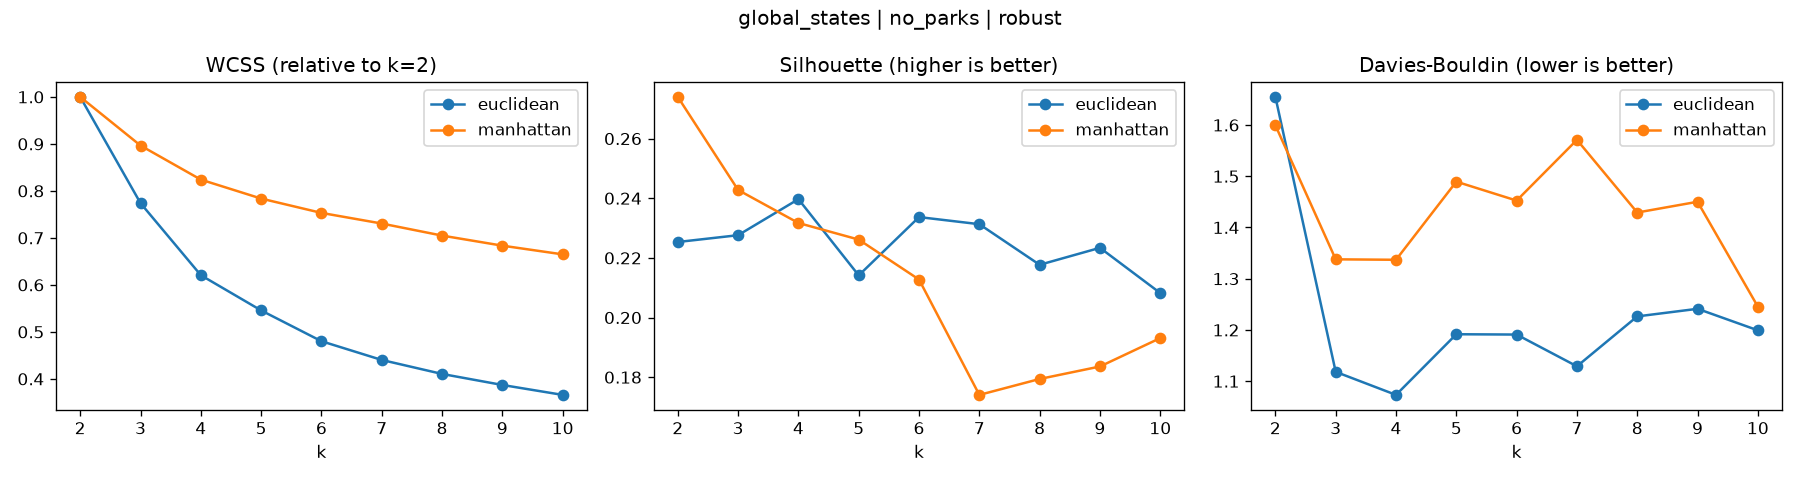 global_states | no_parks | robust
WCSS (relative to k=2)
1.0
0.9
0.8
0.7
0.6
0.5
0.4
2 3 4 5 6 7 8 9 10
k
euclidean
manhattan
Silhouette (higher is better)
0.26
0.24
0.22
0.20
0.18
2 3 4 5 6 7 8 9 10
k
euclidean
manhattan
Davies-Bouldin (lower is better)
1.6
1.5
1.4
1.3
1.2
1.1
2 3 4 5 6 7 8 9 10
k
euclidean
manhattan